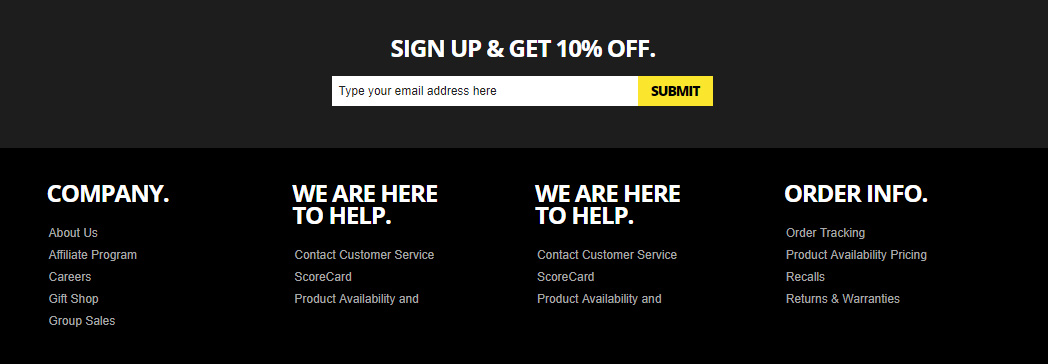 SIGN UP & GET 10% OFF.
Type your email address here
SUBMIT
COMPANY.
About Us
Affiliate Program
Careers
Gift Shop
Group Sales
WE ARE HERE
TO HELP.
Contact Customer Service
ScoreCard
Product Availability and
WE ARE HERE
TO HELP.
Contact Customer Service
ScoreCard
Product Availability and
ORDER INFO.
Order Tracking
Product Availability Pricing
Recalls
Returns & Warranties